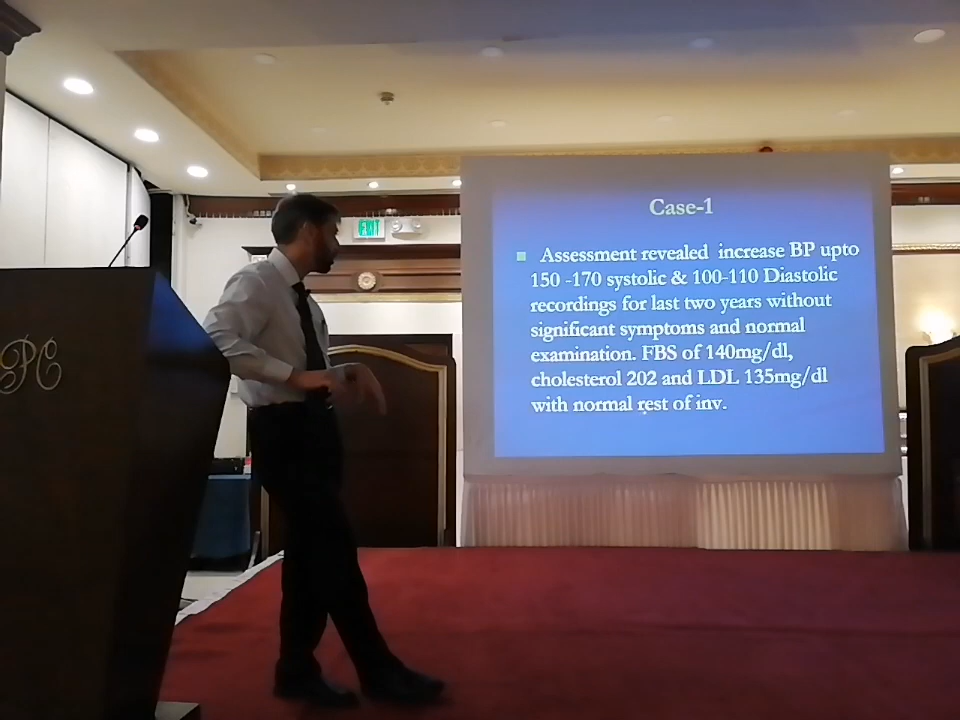 EXIT
PC
Case-1
Assessment revealed increase BP upto
150 -170 systolic & 100-110 Diastolic
recordings for last two years without
significant symptoms and normal
examination. FBS of 140mg/dl,
cholesterol 202 and LDL 135mg/dl
with normal rest of inv.